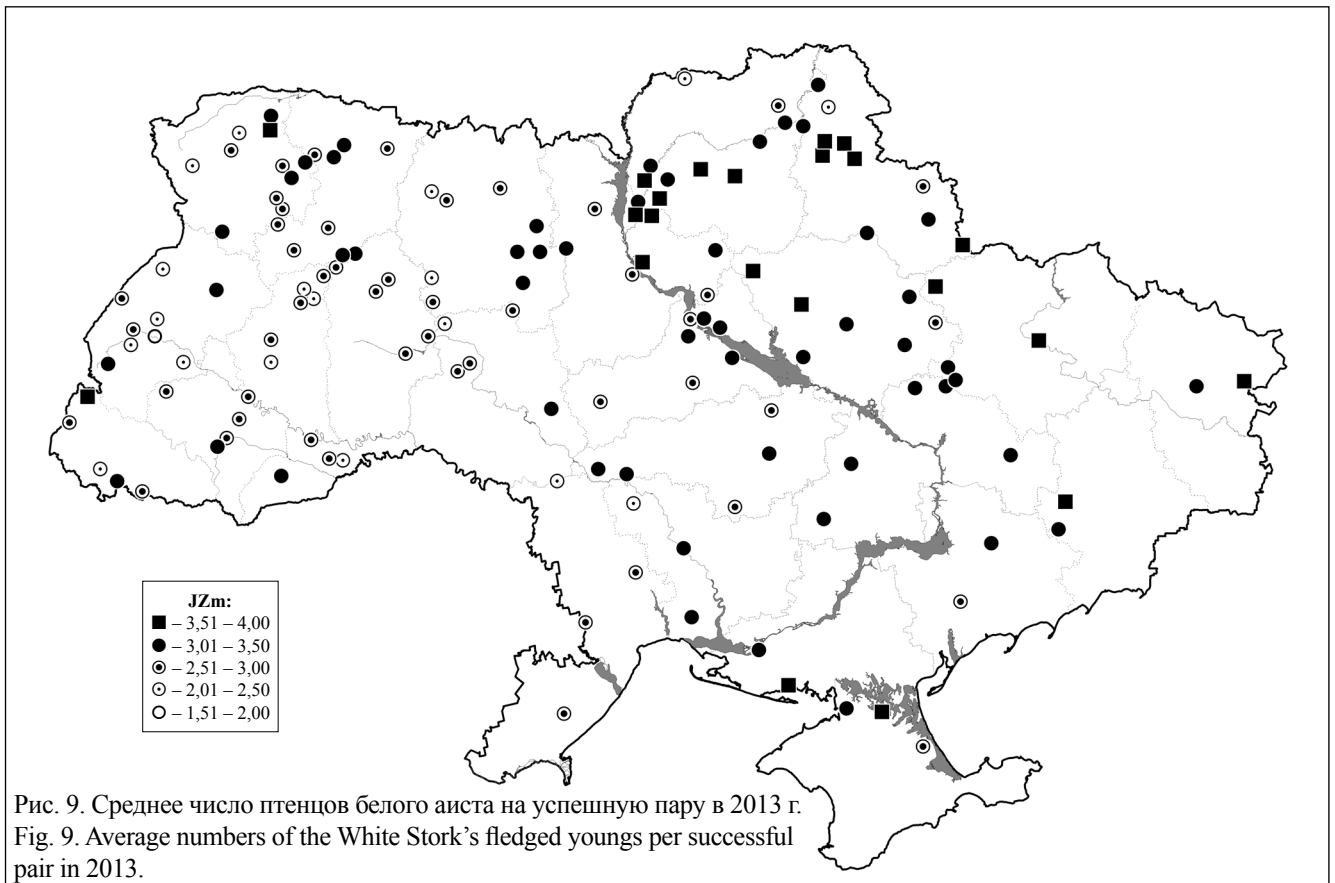 JZm:
– 3,51 – 4,00
– 3,01 – 3,50
– 2,51 – 3,00
– 2,01 – 2,50
– 1,51 – 2,00
Рис. 9. Среднее число птенцов белого аиста на успешную пару в 2013 г.
Fig. 9. Average numbers of the White Stork’s fledged youngs per successful
pair in 2013.